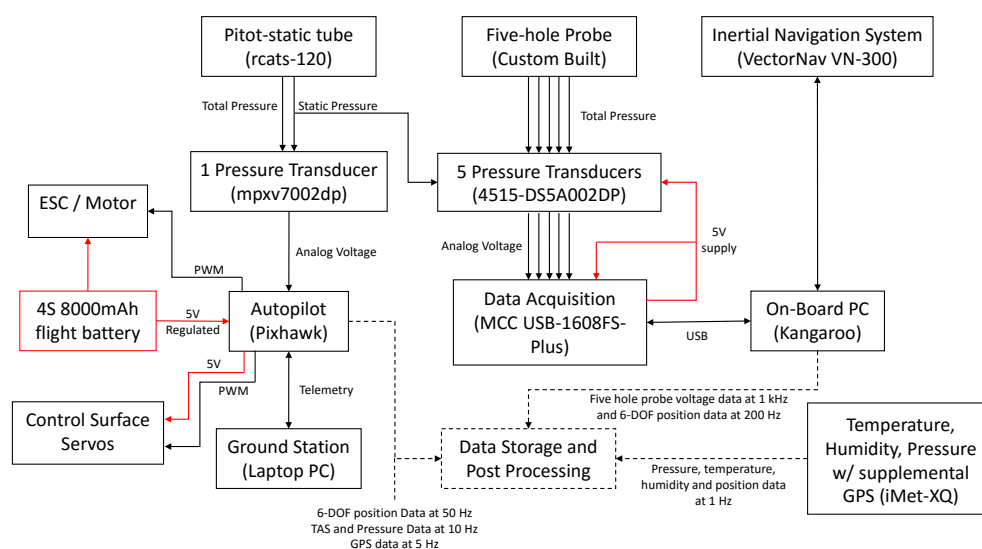 Pitot-static tube
(rcats-120)
Five-hole Probe
(Custom Built)
Inertial Navigation System
(VectorNav VN-300)
Total Pressure
Static Pressure
Total Pressure
1 Pressure Transducer
(mpxv7002dp)
5 Pressure Transducers
(4515-DS5A002DP)
ESC / Motor
Analog Voltage
Analog Voltage
5V
supply
PWM
4S 8000mAh
flight battery
5V
Regulated
Autopilot
(Pixhawk)
Data Acquisition
(MCC USB-1608FS-
Plus)
USB
On-Board PC
(Kangaroo)
5V
PWM
Telemetry
Control Surface
Servos
Ground Station
(Laptop PC)
Five hole probe voltage data at 1 kHz
and 6-DOF position data at 200 Hz
Data Storage and
Post Processing
Pressure, temperature,
humidity and position data
at 1 Hz
Temperature,
Humidity, Pressure
w/ supplemental
GPS (iMet-XQ)
6-DOF position Data at 50 Hz
TAS and Pressure Data at 10 Hz
GPS data at 5 Hz